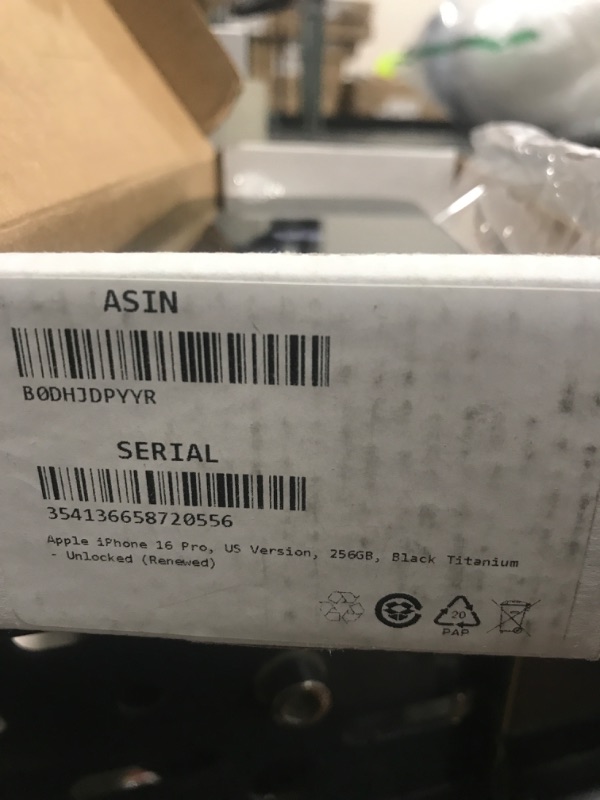 ASIN
B0DHJDPYYR
SERIAL
354136658720556
Apple iPhone 16 Pro, US Version, 256GB, Black Titanium
- Unlocked (Renewed)
20
PAP